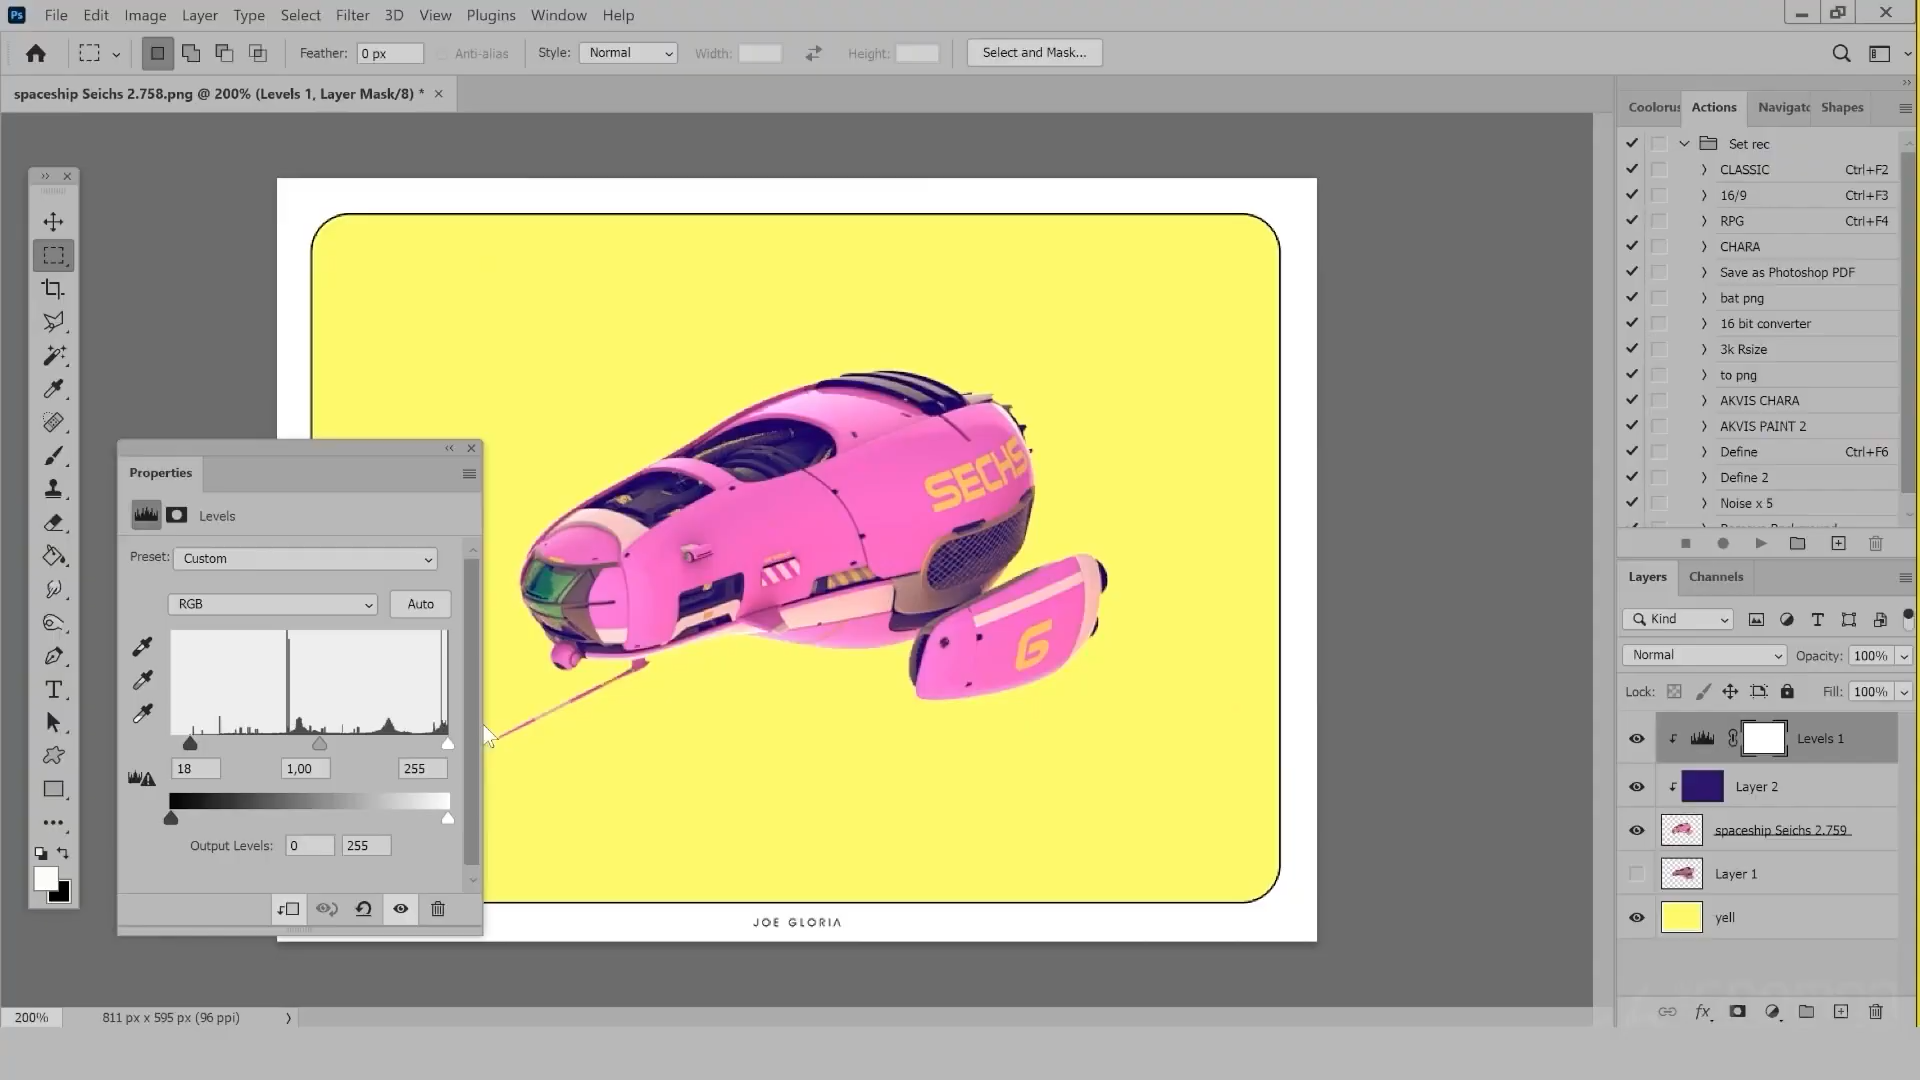 Ps File Edit Image Layer Type Select Filter 3D View Plugins Window Help
Feather: 0 px Anti-alias Style: Normal Width: Height: Select and Mask...
spaceship Seichs 2.758.png @ 200% (Levels 1, Layer Mask/8) *
Coolorus Actions Navigato Shapes
Set rec
CLASSIC Ctrl+F2
16/9 Ctrl+F3
RPG Ctrl+F4
CHARA
Save as Photoshop PDF
bat png
16 bit converter
3k Rsize
to png
AKVIS CHARA
AKVIS PAINT 2
Define Ctrl+F6
Define 2
Noise x 5
SECHS
6
JOE GLORIA
Properties
Levels
Preset: Custom
RGB Auto
18 1,00 255
Output Levels: 0 255
Layers Channels
Kind
Normal Opacity: 100%
Lock: Fill: 100%
Levels 1
Layer 2
spaceship Seichs 2.759
Layer 1
yell
200% 811 px x 595 px (96 ppi)